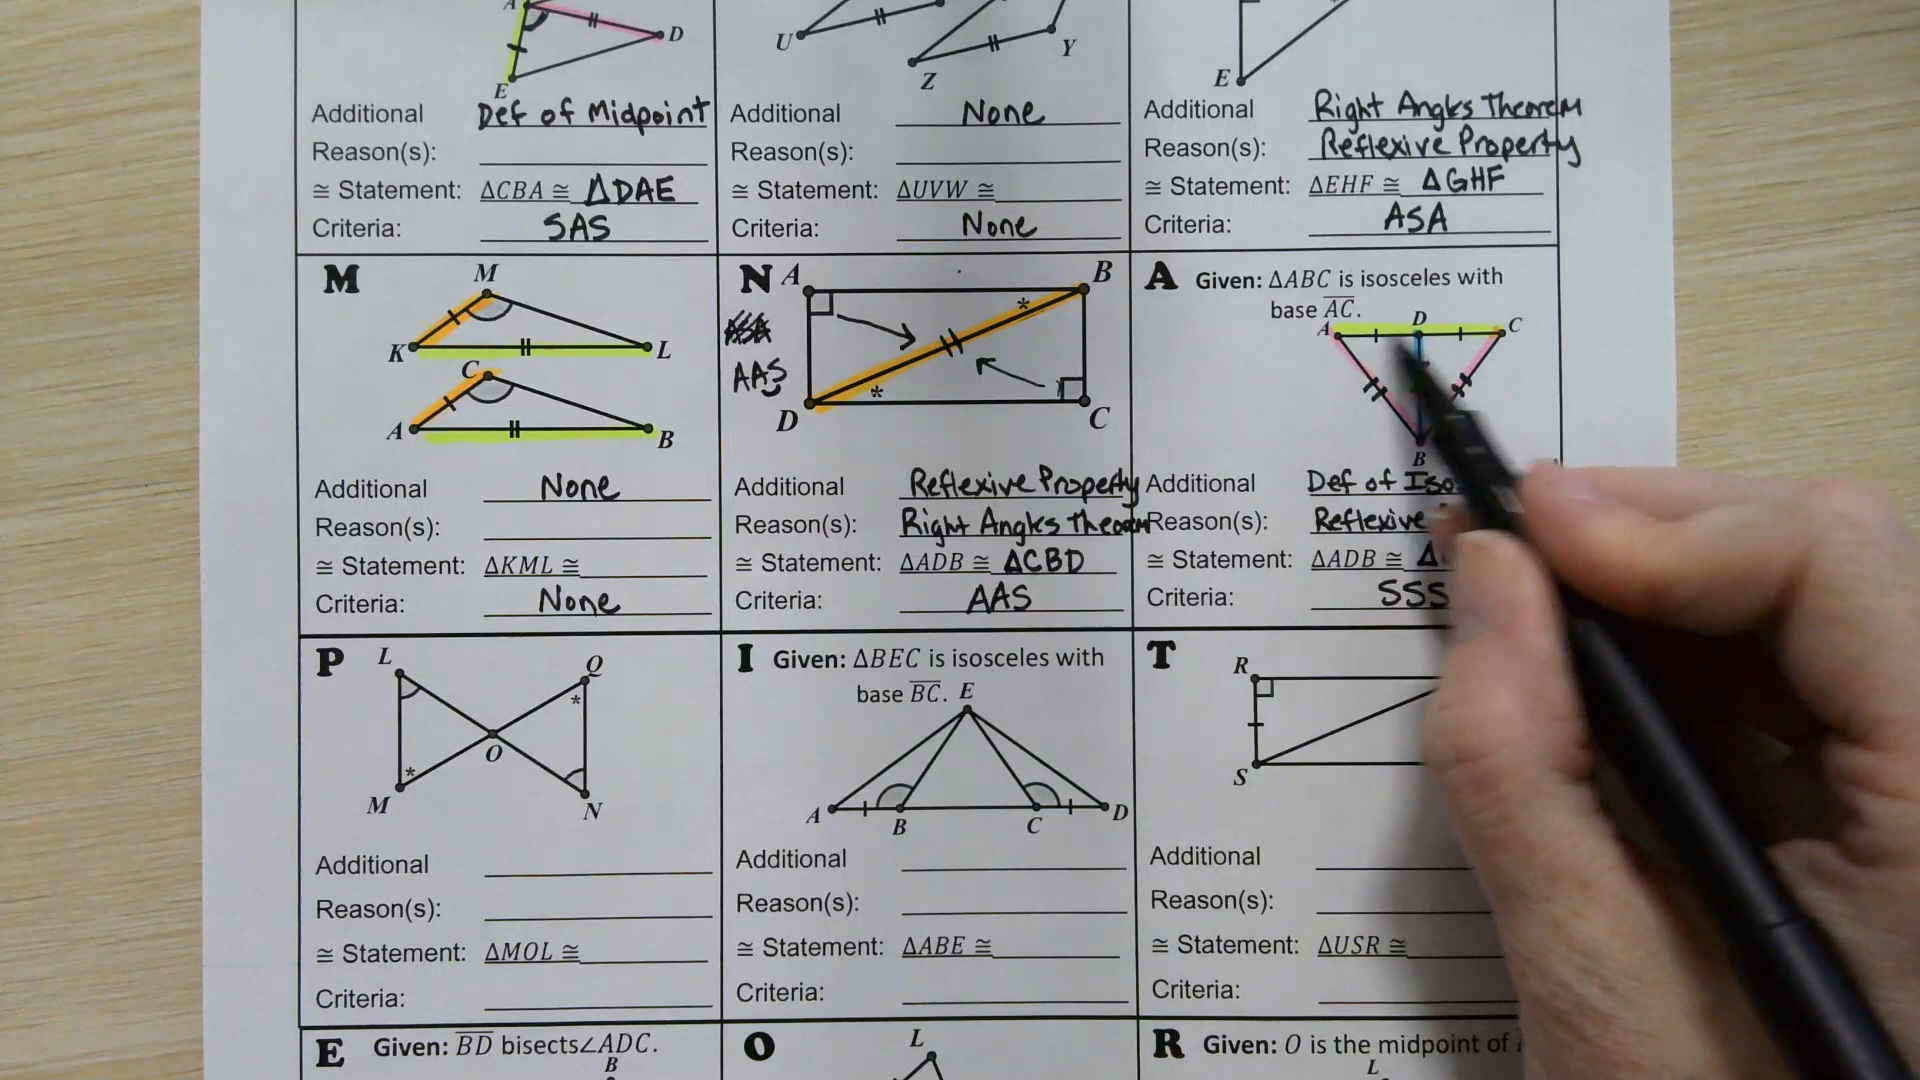 A
D
E
U
Z
Y
E
Additional Def of Midpoint
Reason(s):
≅ Statement: ΔCBA ≅ ΔDAE
Criteria: SAS
Additional None
Reason(s):
≅ Statement: ΔUVW ≅
Criteria: None
Additional Right Angles Theorem
Reason(s): Reflexive Property
≅ Statement: ΔEHF ≅ ΔGHF
Criteria: ASA
M
M
K L
C
A B
Additional None
Reason(s):
≅ Statement: ΔKML ≅
Criteria: None
N A B
AAS
* *
D C
Additional Reflexive Property
Reason(s): Right Angles Theorem
≅ Statement: ΔADB ≅ ΔCBD
Criteria: AAS
A Given: ΔABC is isosceles with
base AC.
A D C
B
Additional Def of
Reason(s): Reflexive
≅ Statement: ΔADB ≅ Δ
Criteria: SSS
P L Q
*
O
*
M N
Additional
Reason(s):
≅ Statement: ΔMOL ≅
Criteria:
I Given: ΔBEC is isosceles with
base BC. E
A B C D
Additional
Reason(s):
≅ Statement: ΔABE ≅
Criteria:
T R
S
Additional
Reason(s):
≅ Statement: ΔUSR ≅
Criteria:
E Given: BD bisects∠ADC.
B
O L
R Given: O is the midpoint of
L